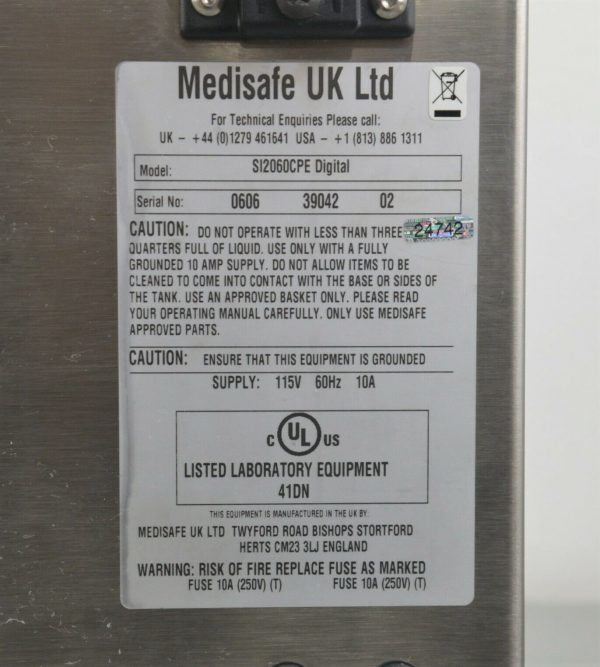 Medisafe UK Ltd
For Technical Enquiries Please call:
UK - +44 (0)1279 461641 USA - +1 (813) 886 1311
Model: SI2060CPE Digital
Serial No: 0606 39042 02
CAUTION: DO NOT OPERATE WITH LESS THAN THREE 24742
QUARTERS FULL OF LIQUID. USE ONLY WITH A FULLY
GROUNDED 10 AMP SUPPLY. DO NOT ALLOW ITEMS TO BE
CLEANED TO COME INTO CONTACT WITH THE BASE OR SIDES OF
THE TANK. USE AN APPROVED BASKET ONLY. PLEASE READ
YOUR OPERATING MANUAL CAREFULLY. ONLY USE MEDISAFE
APPROVED PARTS.
CAUTION: ENSURE THAT THIS EQUIPMENT IS GROUNDED
SUPPLY: 115V 60Hz 10A
C UL US
LISTED LABORATORY EQUIPMENT
41DN
THIS EQUIPMENT IS MANUFACTURED IN THE UK BY:
MEDISAFE UK LTD TWYFORD ROAD BISHOPS STORTFORD
HERTS CM23 3LJ ENGLAND
WARNING: RISK OF FIRE REPLACE FUSE AS MARKED
FUSE 10A (250V) (T) FUSE 10A (250V) (T)